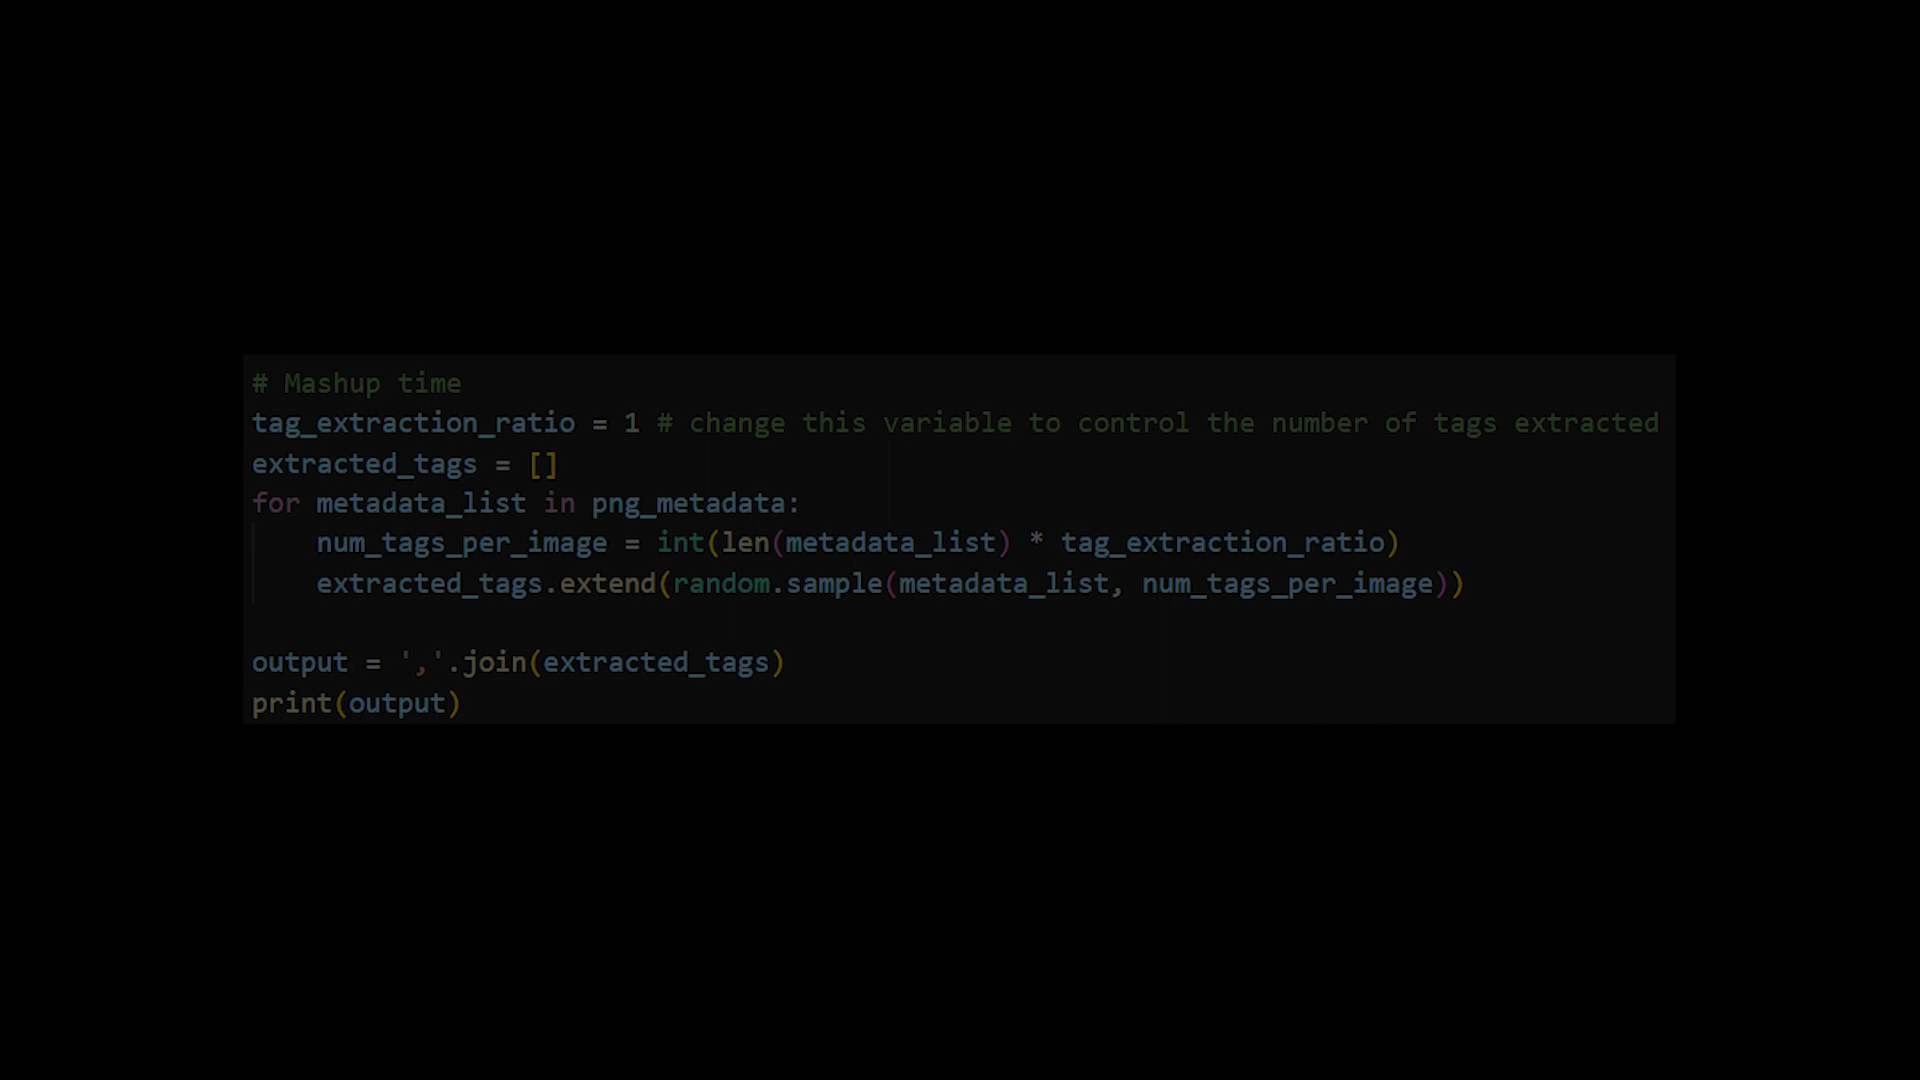 # Mashup time
tag_extraction_ratio = 1 # change this variable to control the number of tags extracted
extracted_tags = []
for metadata_list in png_metadata:
    num_tags_per_image = int(len(metadata_list) * tag_extraction_ratio)
    extracted_tags.extend(random.sample(metadata_list, num_tags_per_image))

output = ','.join(extracted_tags)
print(output)